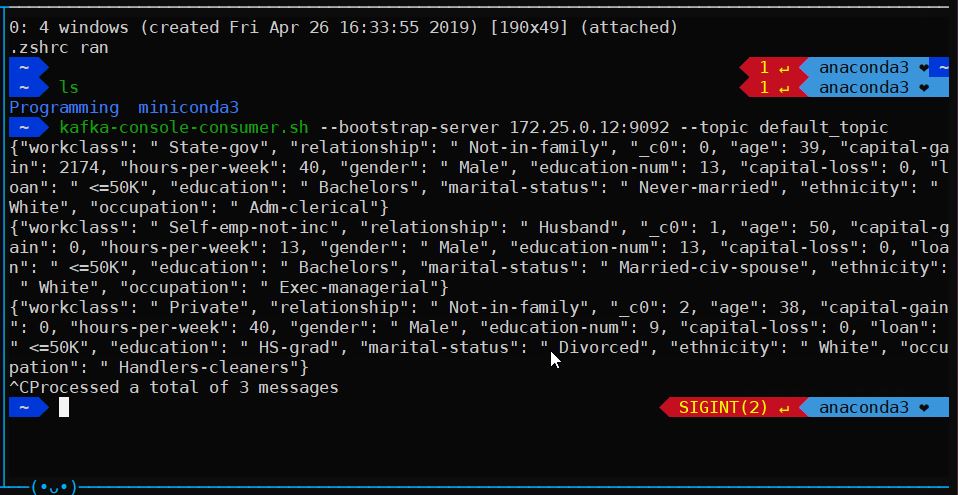 0: 4 windows (created Fri Apr 26 16:33:55 2019) [190x49] (attached)
.zshrc ran
~ 1 ↵ anaconda3 ❤ ~
~ ls 1 ↵ anaconda3 ❤
Programming miniconda3
~ kafka-console-consumer.sh --bootstrap-server 172.25.0.12:9092 --topic default_topic
{"workclass": " State-gov", "relationship": " Not-in-family", "_c0": 0, "age": 39, "capital-ga
in": 2174, "hours-per-week": 40, "gender": " Male", "education-num": 13, "capital-loss": 0, "l
oan": " <=50K", "education": " Bachelors", "marital-status": " Never-married", "ethnicity": "
White", "occupation": " Adm-clerical"}
{"workclass": " Self-emp-not-inc", "relationship": " Husband", "_c0": 1, "age": 50, "capital-g
ain": 0, "hours-per-week": 13, "gender": " Male", "education-num": 13, "capital-loss": 0, "loa
n": " <=50K", "education": " Bachelors", "marital-status": " Married-civ-spouse", "ethnicity":
" White", "occupation": " Exec-managerial"}
{"workclass": " Private", "relationship": " Not-in-family", "_c0": 2, "age": 38, "capital-gain
": 0, "hours-per-week": 40, "gender": " Male", "education-num": 9, "capital-loss": 0, "loan":
" <=50K", "education": " HS-grad", "marital-status": " Divorced", "ethnicity": " White", "occu
pation": " Handlers-cleaners"}
^CProcessed a total of 3 messages
~ SIGINT(2) ↵ anaconda3 ❤
(•ᴗ•)